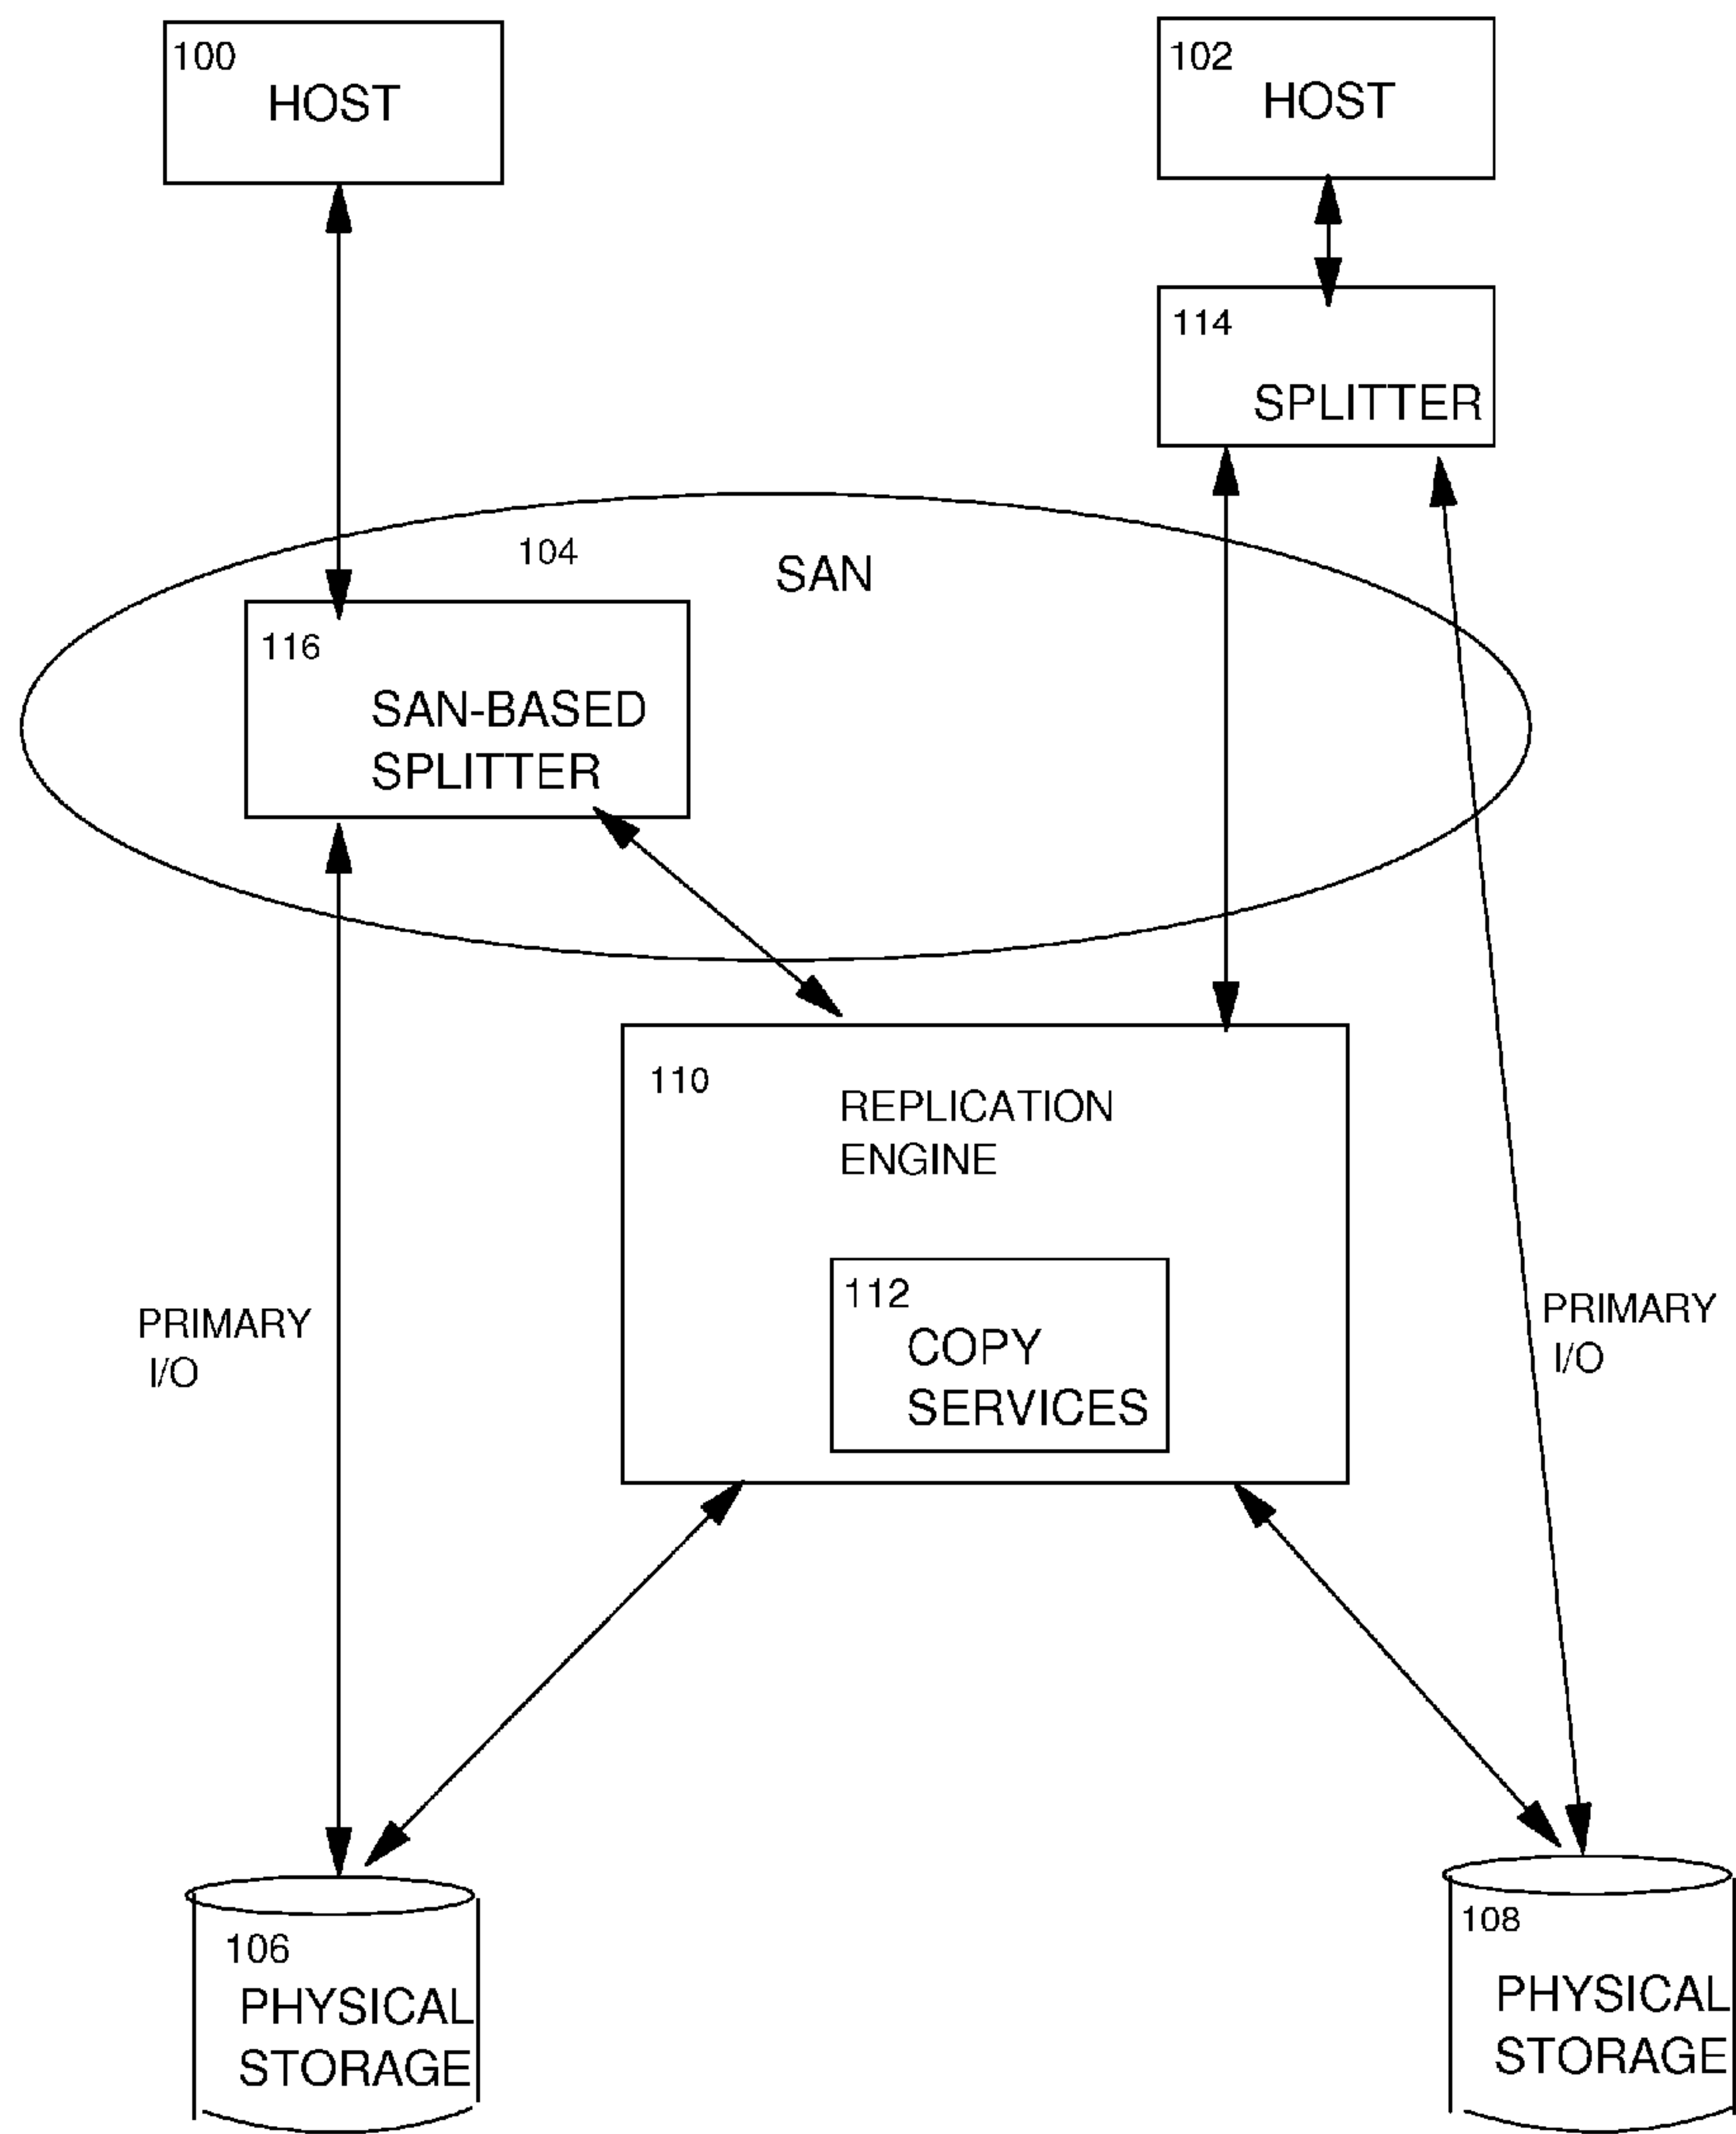 100
HOST
102
HOST
114
SPLITTER
104
SAN
116
SAN-BASED
SPLITTER
110
REPLICATION
ENGINE
112
COPY
SERVICES
PRIMARY
I/O
PRIMARY
I/O
106
PHYSICAL
STORAGE
108
PHYSICAL
STORAGE